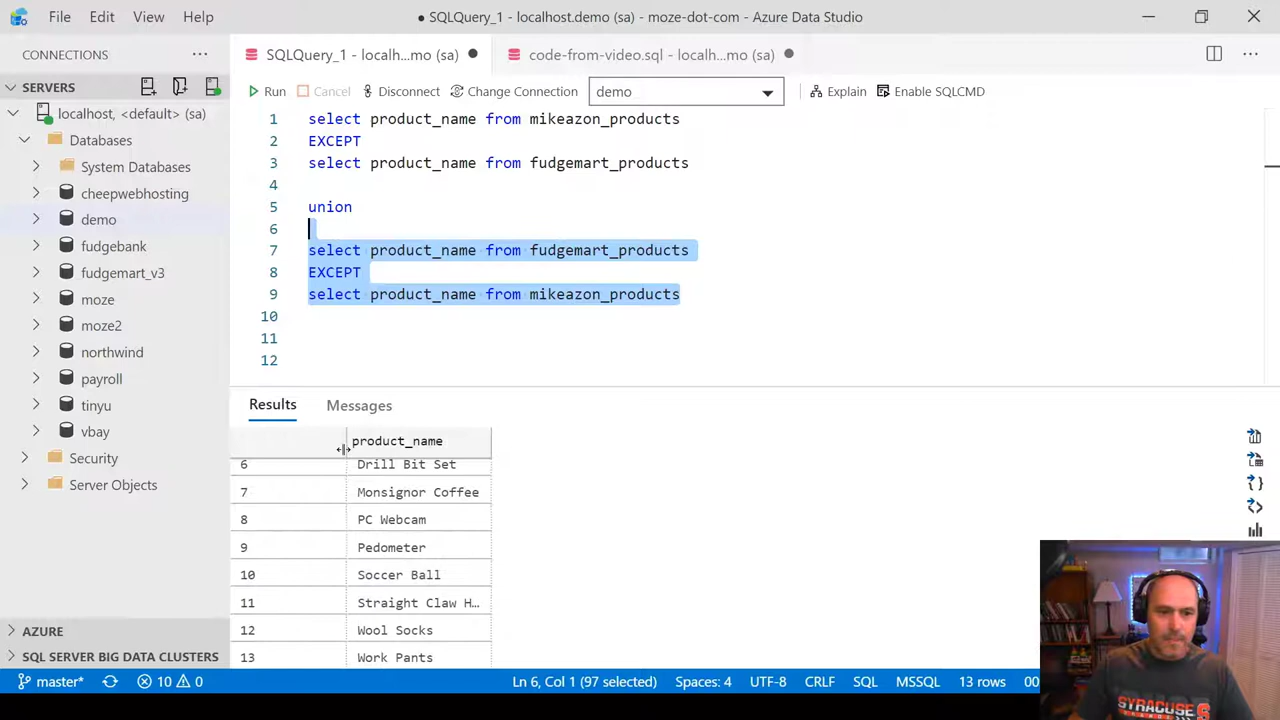 File Edit View Help
● SQLQuery_1 - localhost.demo (sa) - moze-dot-com - Azure Data Studio
CONNECTIONS
SQLQuery_1 - localh...mo (sa)
code-from-video.sql - localh...mo (sa)
SERVERS
Run Cancel Disconnect Change Connection demo Explain Enable SQLCMD
localhost, <default> (sa)
Databases
System Databases
cheepwebhosting
demo
fudgebank
fudgemart_v3
moze
moze2
northwind
payroll
tinyu
vbay
Security
Server Objects
AZURE
SQL SERVER BIG DATA CLUSTERS
1 select product_name from mikeazon_products
2 EXCEPT
3 select product_name from fudgemart_products
4
5 union
6
7 select product_name from fudgemart_products
8 EXCEPT
9 select product_name from mikeazon_products
10
11
12
Results Messages
product_name
6 Drill Bit Set
7 Monsignor Coffee
8 PC Webcam
9 Pedometer
10 Soccer Ball
11 Straight Claw H...
12 Wool Socks
13 Work Pants
master* 10 0 Ln 6, Col 1 (97 selected) Spaces: 4 UTF-8 CRLF SQL MSSQL 13 rows 00
SYRACUSE